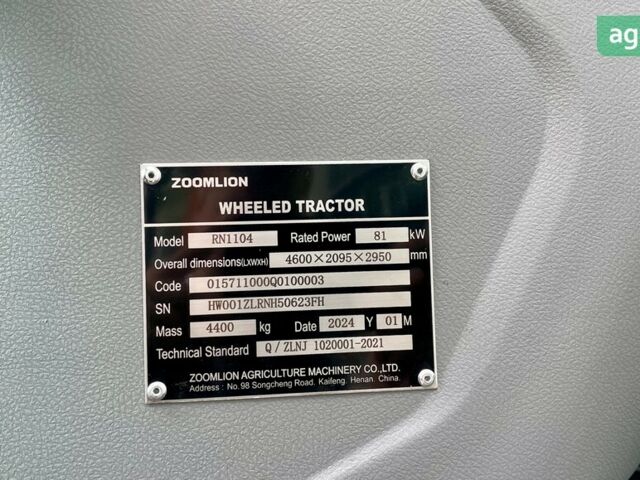 ag
ZOOMLION
WHEELED TRACTOR
Model RN1104 Rated Power 81 kW
Overall dimensions(LXWXH) 4600×2095×2950 mm
Code 015711000Q0100003
SN HW001ZLRNH50623FH
Mass 4400 kg Date 2024 Y 01 M
Technical Standard Q/ZLNJ 1020001-2021
ZOOMLION AGRICULTURE MACHINERY CO.,LTD.
Address : No.98 Songcheng Road. Kaifeng. Henan. China.